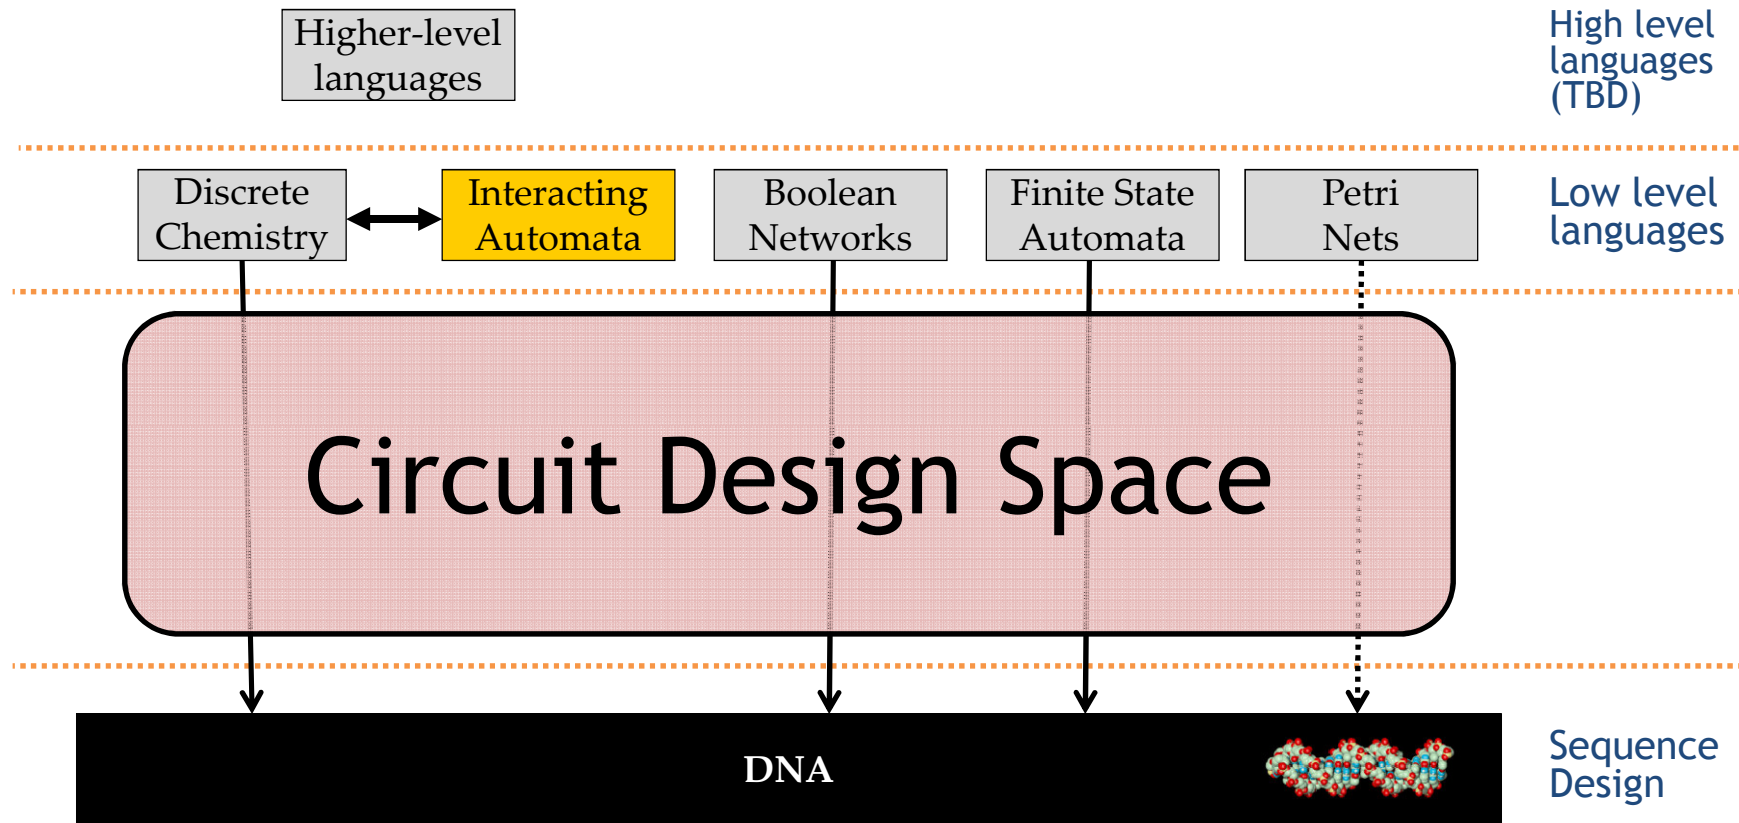 Higher-level
languages
High level
languages
(TBD)
Discrete
Chemistry
Interacting
Automata
Boolean
Networks
Finite State
Automata
Petri
Nets
Low level
languages
Circuit Design Space
DNA
Sequence
Design